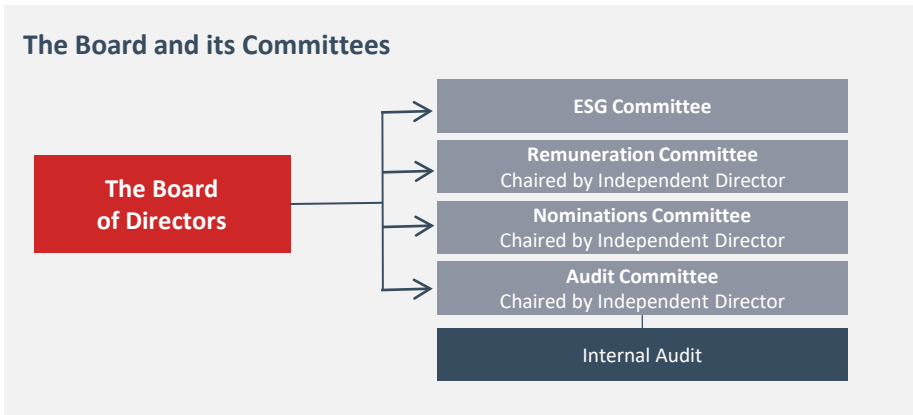 The Board and its Committees
The Board
of Directors
ESG Committee
Remuneration Committee
Chaired by Independent Director
Nominations Committee
Chaired by Independent Director
Audit Committee
Chaired by Independent Director
Internal Audit